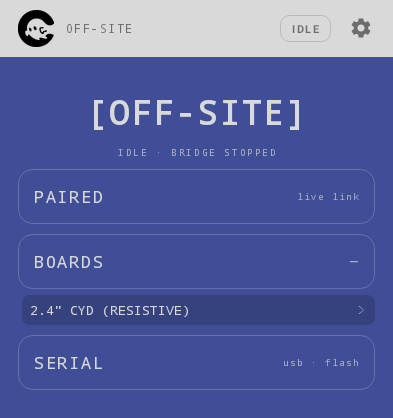 OFF-SITE
IDLE
[OFF-SITE]
IDLE · BRIDGE STOPPED
PAIRED live link
BOARDS —
2.4" CYD (RESISTIVE) >
SERIAL usb · flash